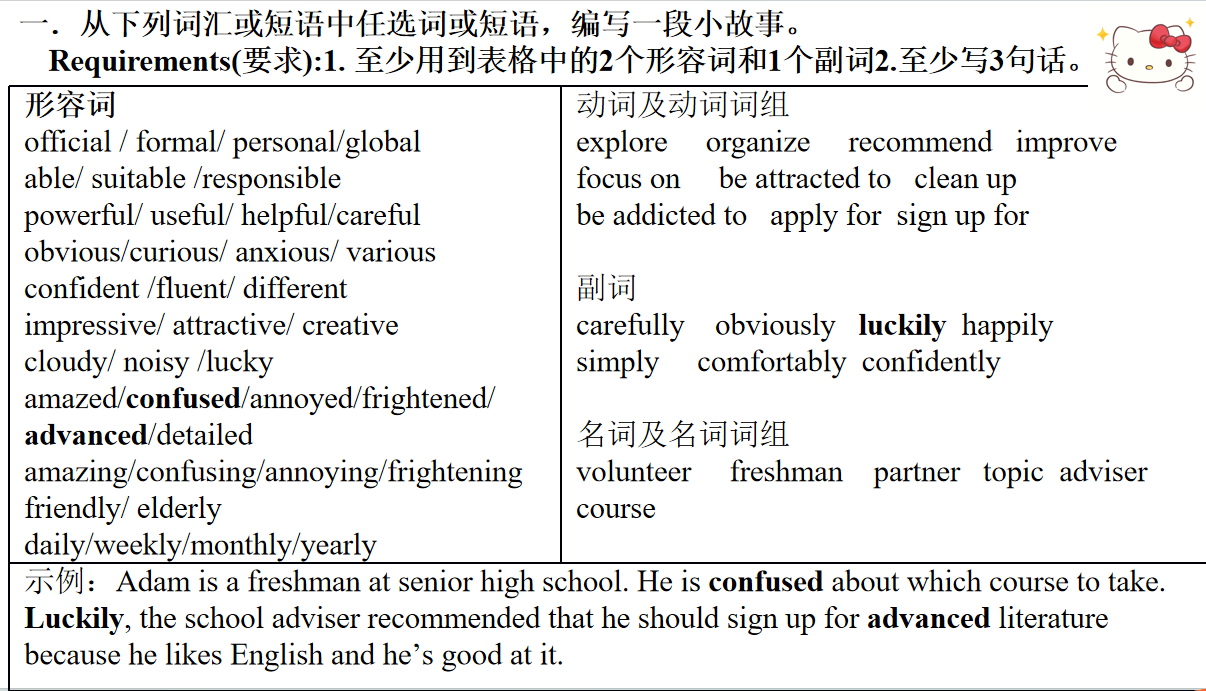 一．从下列词汇或短语中任选词或短语，编写一段小故事。
Requirements(要求):1. 至少用到表格中的2个形容词和1个副词2.至少写3句话。
形容词
official / formal/ personal/global
able/ suitable /responsible
powerful/ useful/ helpful/careful
obvious/curious/ anxious/ various
confident /fluent/ different
impressive/ attractive/ creative
cloudy/ noisy /lucky
amazed/confused/annoyed/frightened/
advanced/detailed
amazing/confusing/annoying/frightening
friendly/ elderly
daily/weekly/monthly/yearly
动词及动词词组
explore organize recommend improve
focus on be attracted to clean up
be addicted to apply for sign up for
副词
carefully obviously luckily happily
simply comfortably confidently
名词及名词词组
volunteer freshman partner topic adviser
course
示例：Adam is a freshman at senior high school. He is confused about which course to take.
Luckily, the school adviser recommended that he should sign up for advanced literature
because he likes English and he’s good at it.